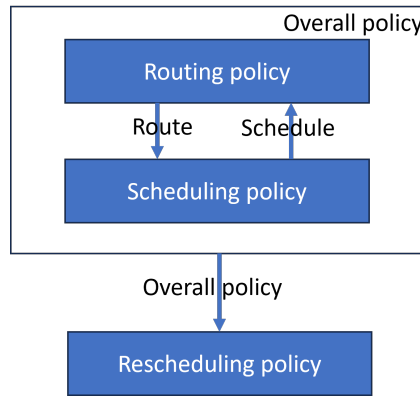 Overall policy
Routing policy
Route
Schedule
Scheduling policy
Overall policy
Rescheduling policy